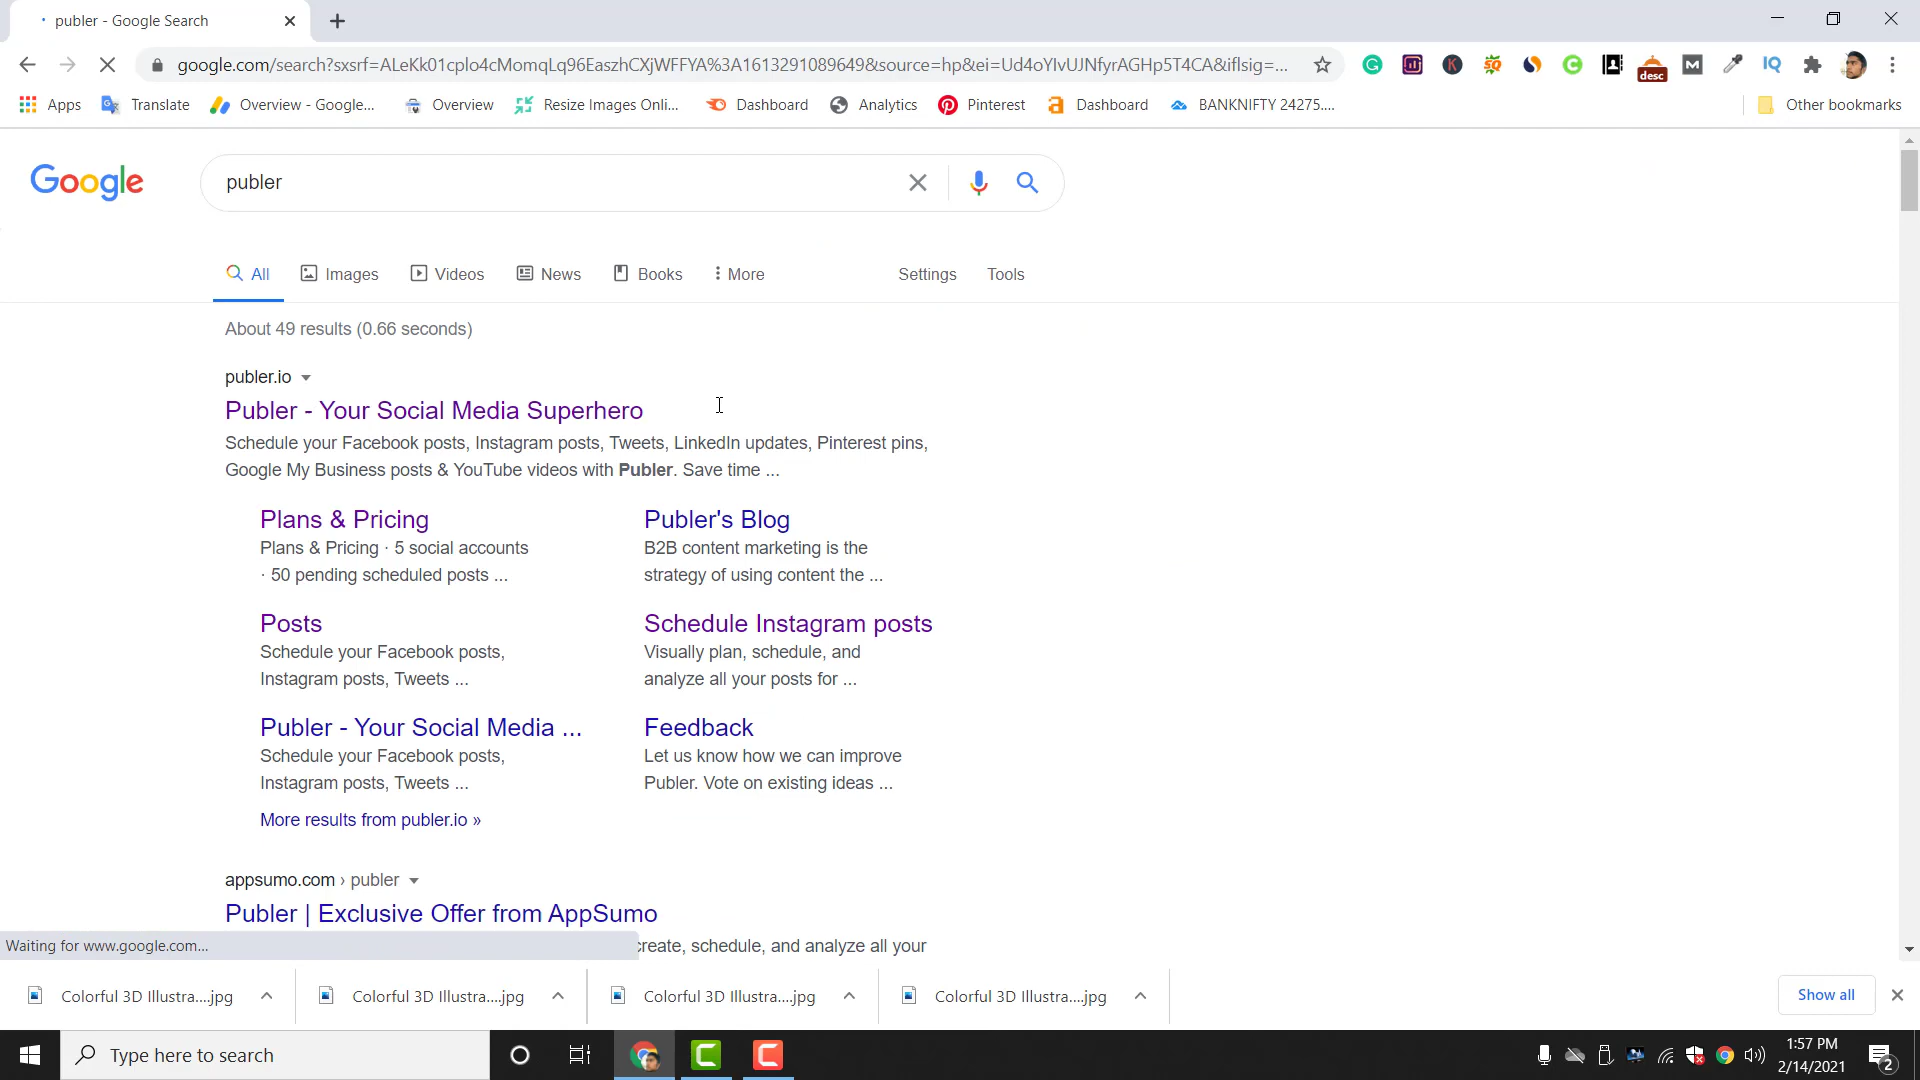 publer - Google Search
google.com/search?sxsrf=ALeKk01cplo4cMomqLq96EaszhCXjWFFYA%3A1613291089649&source=hp&ei=Ud4oYIvUJNfyrAGHp5T4CA&iflsig=...
desc
Apps
Translate
Overview - Google...
Overview
Resize Images Onli...
Dashboard
Analytics
Pinterest
Dashboard
BANKNIFTY 24275....
Other bookmarks
Google
publer
All
Images
Videos
News
Books
More
Settings
Tools
About 49 results (0.66 seconds)
publer.io
Publer - Your Social Media Superhero
Schedule your Facebook posts, Instagram posts, Tweets, LinkedIn updates, Pinterest pins,
Google My Business posts & YouTube videos with Publer. Save time ...
Plans & Pricing
Plans & Pricing · 5 social accounts
· 50 pending scheduled posts ...
Publer's Blog
B2B content marketing is the
strategy of using content the ...
Posts
Schedule your Facebook posts,
Instagram posts, Tweets ...
Schedule Instagram posts
Visually plan, schedule, and
analyze all your posts for ...
Publer - Your Social Media ...
Schedule your Facebook posts,
Instagram posts, Tweets ...
Feedback
Let us know how we can improve
Publer. Vote on existing ideas ...
More results from publer.io »
appsumo.com › publer
Publer | Exclusive Offer from AppSumo
create, schedule, and analyze all your
Waiting for www.google.com...
Colorful 3D Illustra....jpg
Colorful 3D Illustra....jpg
Colorful 3D Illustra....jpg
Colorful 3D Illustra....jpg
Show all
Type here to search
1:57 PM
2/14/2021
2